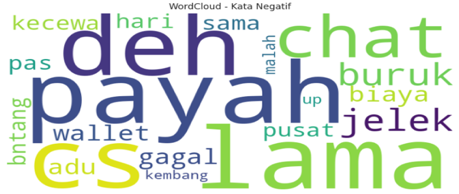 WordCloud - Kata Negatif
kecewa hari sama
deh chat
pas malah buruk
payah up biaya
bntang wallet pusat jelek
cs adu gagal lama
kembang